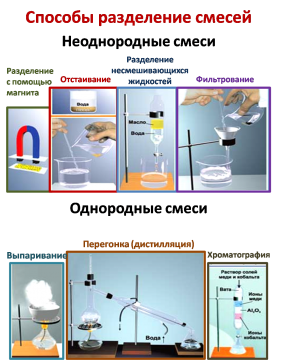 Способы разделение смесей
Неоднородные смеси
Разделение
с помощью
магнита
Отстаивание
Разделение
несмешивающихся
жидкостей
Фильтрование
Вода
Масло
Вода
Однородные смеси
Выпаривание
Перегонка (дистилляция)
Хроматография
Вода
Раствор солей
меди и кобальта
Вата
Ионы
меди
Al₂O₃
Ионы
кобальта